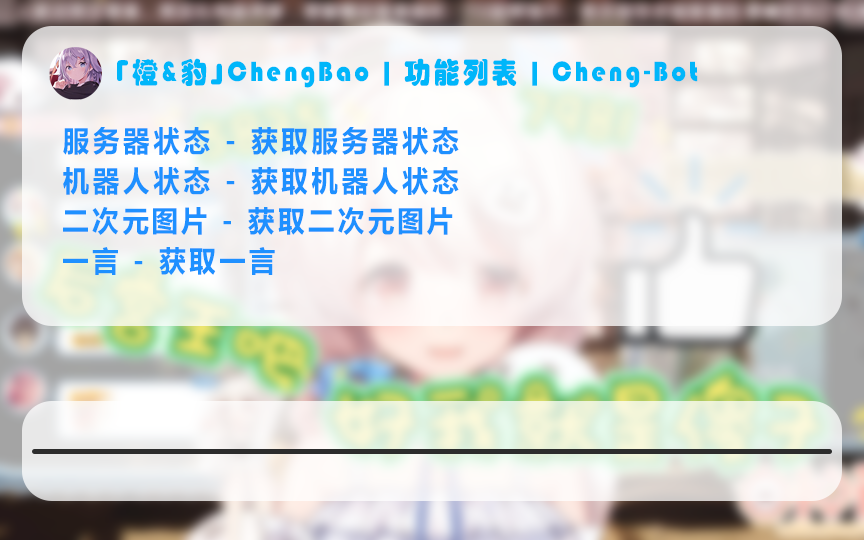 「橙&豹」ChengBao | 功能列表 | Cheng-Bot
服务器状态 - 获取服务器状态
机器人状态 - 获取机器人状态
二次元图片 - 获取二次元图片
一言 - 获取一言